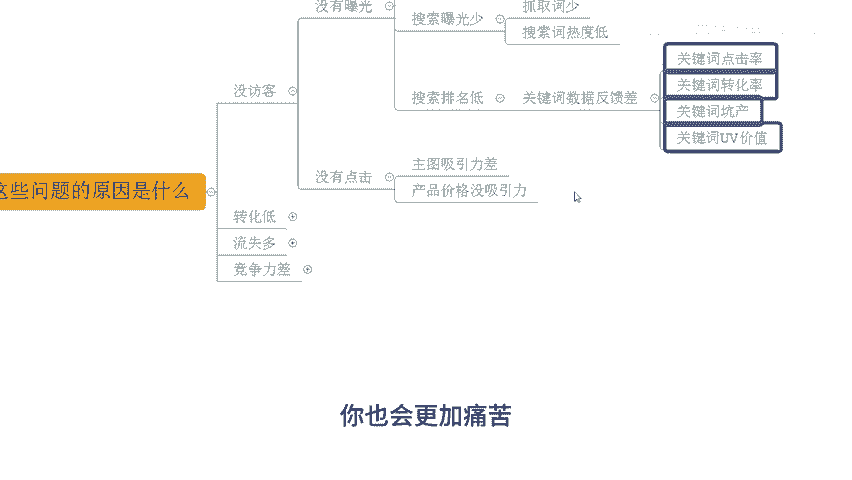 没有曝光
抓取词少
搜索曝光少
搜索词热度低
关键词点击率
没访客
关键词转化率
搜索排名低
关键词数据反馈差
关键词坑产
关键词UV价值
主图吸引力差
没有点击
这些问题的原因是什么
产品价格没吸引力
转化低
流失多
竞争力差
你也会更加痛苦